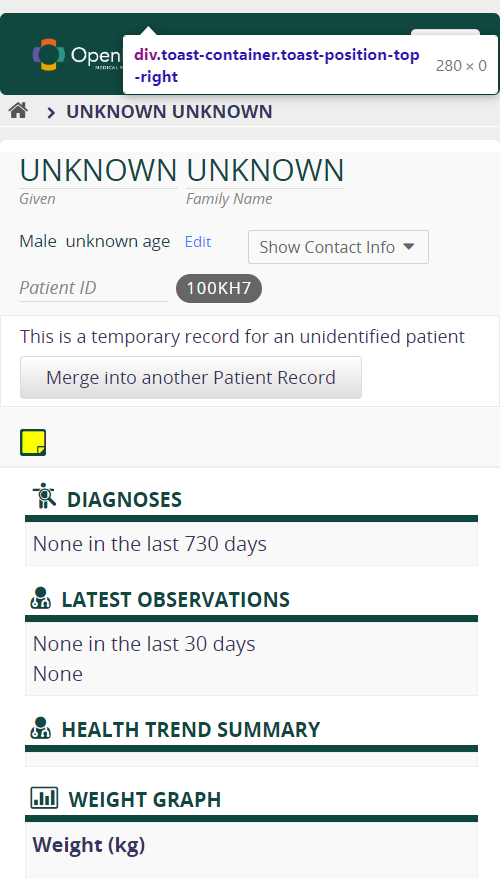 Open
div.toast-container.toast-position-top
-right
280 × 0
UNKNOWN UNKNOWN
UNKNOWN UNKNOWN
Given Family Name
Male unknown age Edit Show Contact Info
Patient ID 100KH7
This is a temporary record for an unidentified patient
Merge into another Patient Record
DIAGNOSES
None in the last 730 days
LATEST OBSERVATIONS
None in the last 30 days
None
HEALTH TREND SUMMARY
WEIGHT GRAPH
Weight (kg)